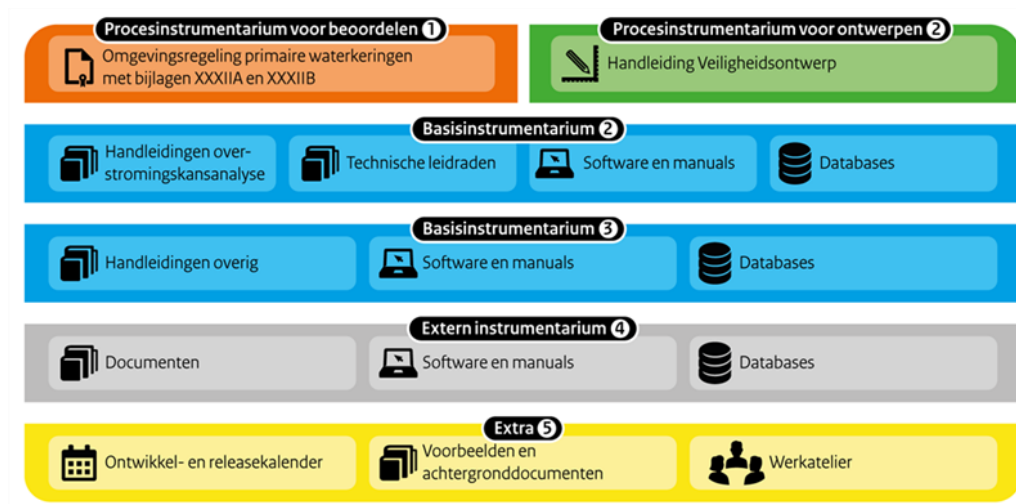 Procesinstrumentarium voor beoordelen 1
Procesinstrumentarium voor ontwerpen 2
Omgevingsregeling primaire waterkeringen
met bijlagen XXXIIA en XXXIIB
Handleiding Veiligheidsontwerp
Basisinstrumentarium 2
Handleidingen over-
stromingskansanalyse
Technische leidraden
Software en manuals
Databases
Basisinstrumentarium 3
Handleidingen overig
Software en manuals
Databases
Extern instrumentarium 4
Documenten
Software en manuals
Databases
Extra 5
Ontwikkel- en releasekalender
Voorbeelden en
achtergronddocumenten
Werkatelier